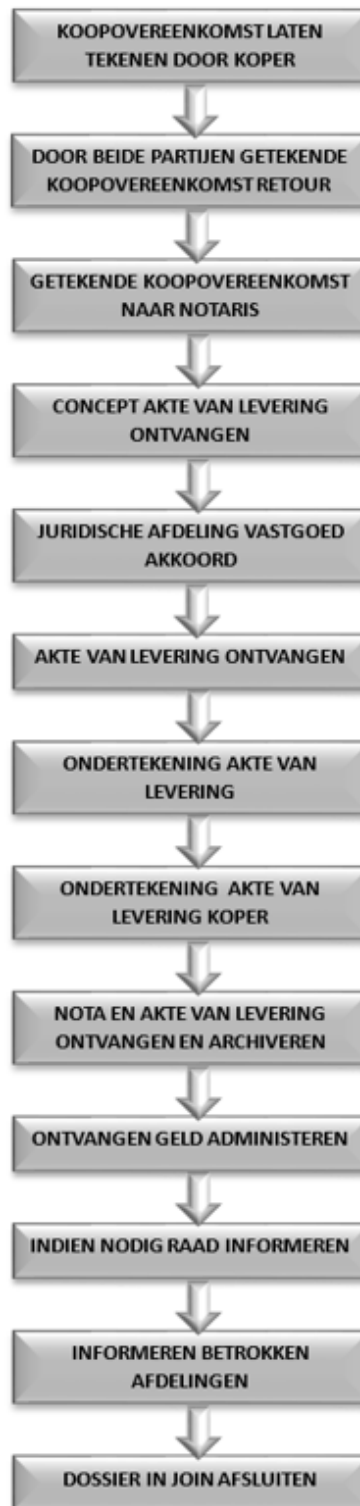 KOOPOVEREENKOMST LATEN
TEKENEN DOOR KOPER
DOOR BEIDE PARTIJEN GETEKENDE
KOOPOVEREENKOMST RETOUR
GETEKENDE KOOPOVEREENKOMST
NAAR NOTARIS
CONCEPT AKTE VAN LEVERING
ONTVANGEN
JURIDISCHE AFDELING VASTGOED
AKKOORD
AKTE VAN LEVERING ONTVANGEN
ONDERTEKENING AKTE VAN
LEVERING
ONDERTEKENING AKTE VAN
LEVERING KOPER
NOTA EN AKTE VAN LEVERING
ONTVANGEN EN ARCHIVEREN
ONTVANGEN GELD ADMINISTEREN
INDIEN NODIG RAAD INFORMEREN
INFORMEREN BETROKKEN
AFDELINGEN
DOSSIER IN JOIN AFSLUITEN